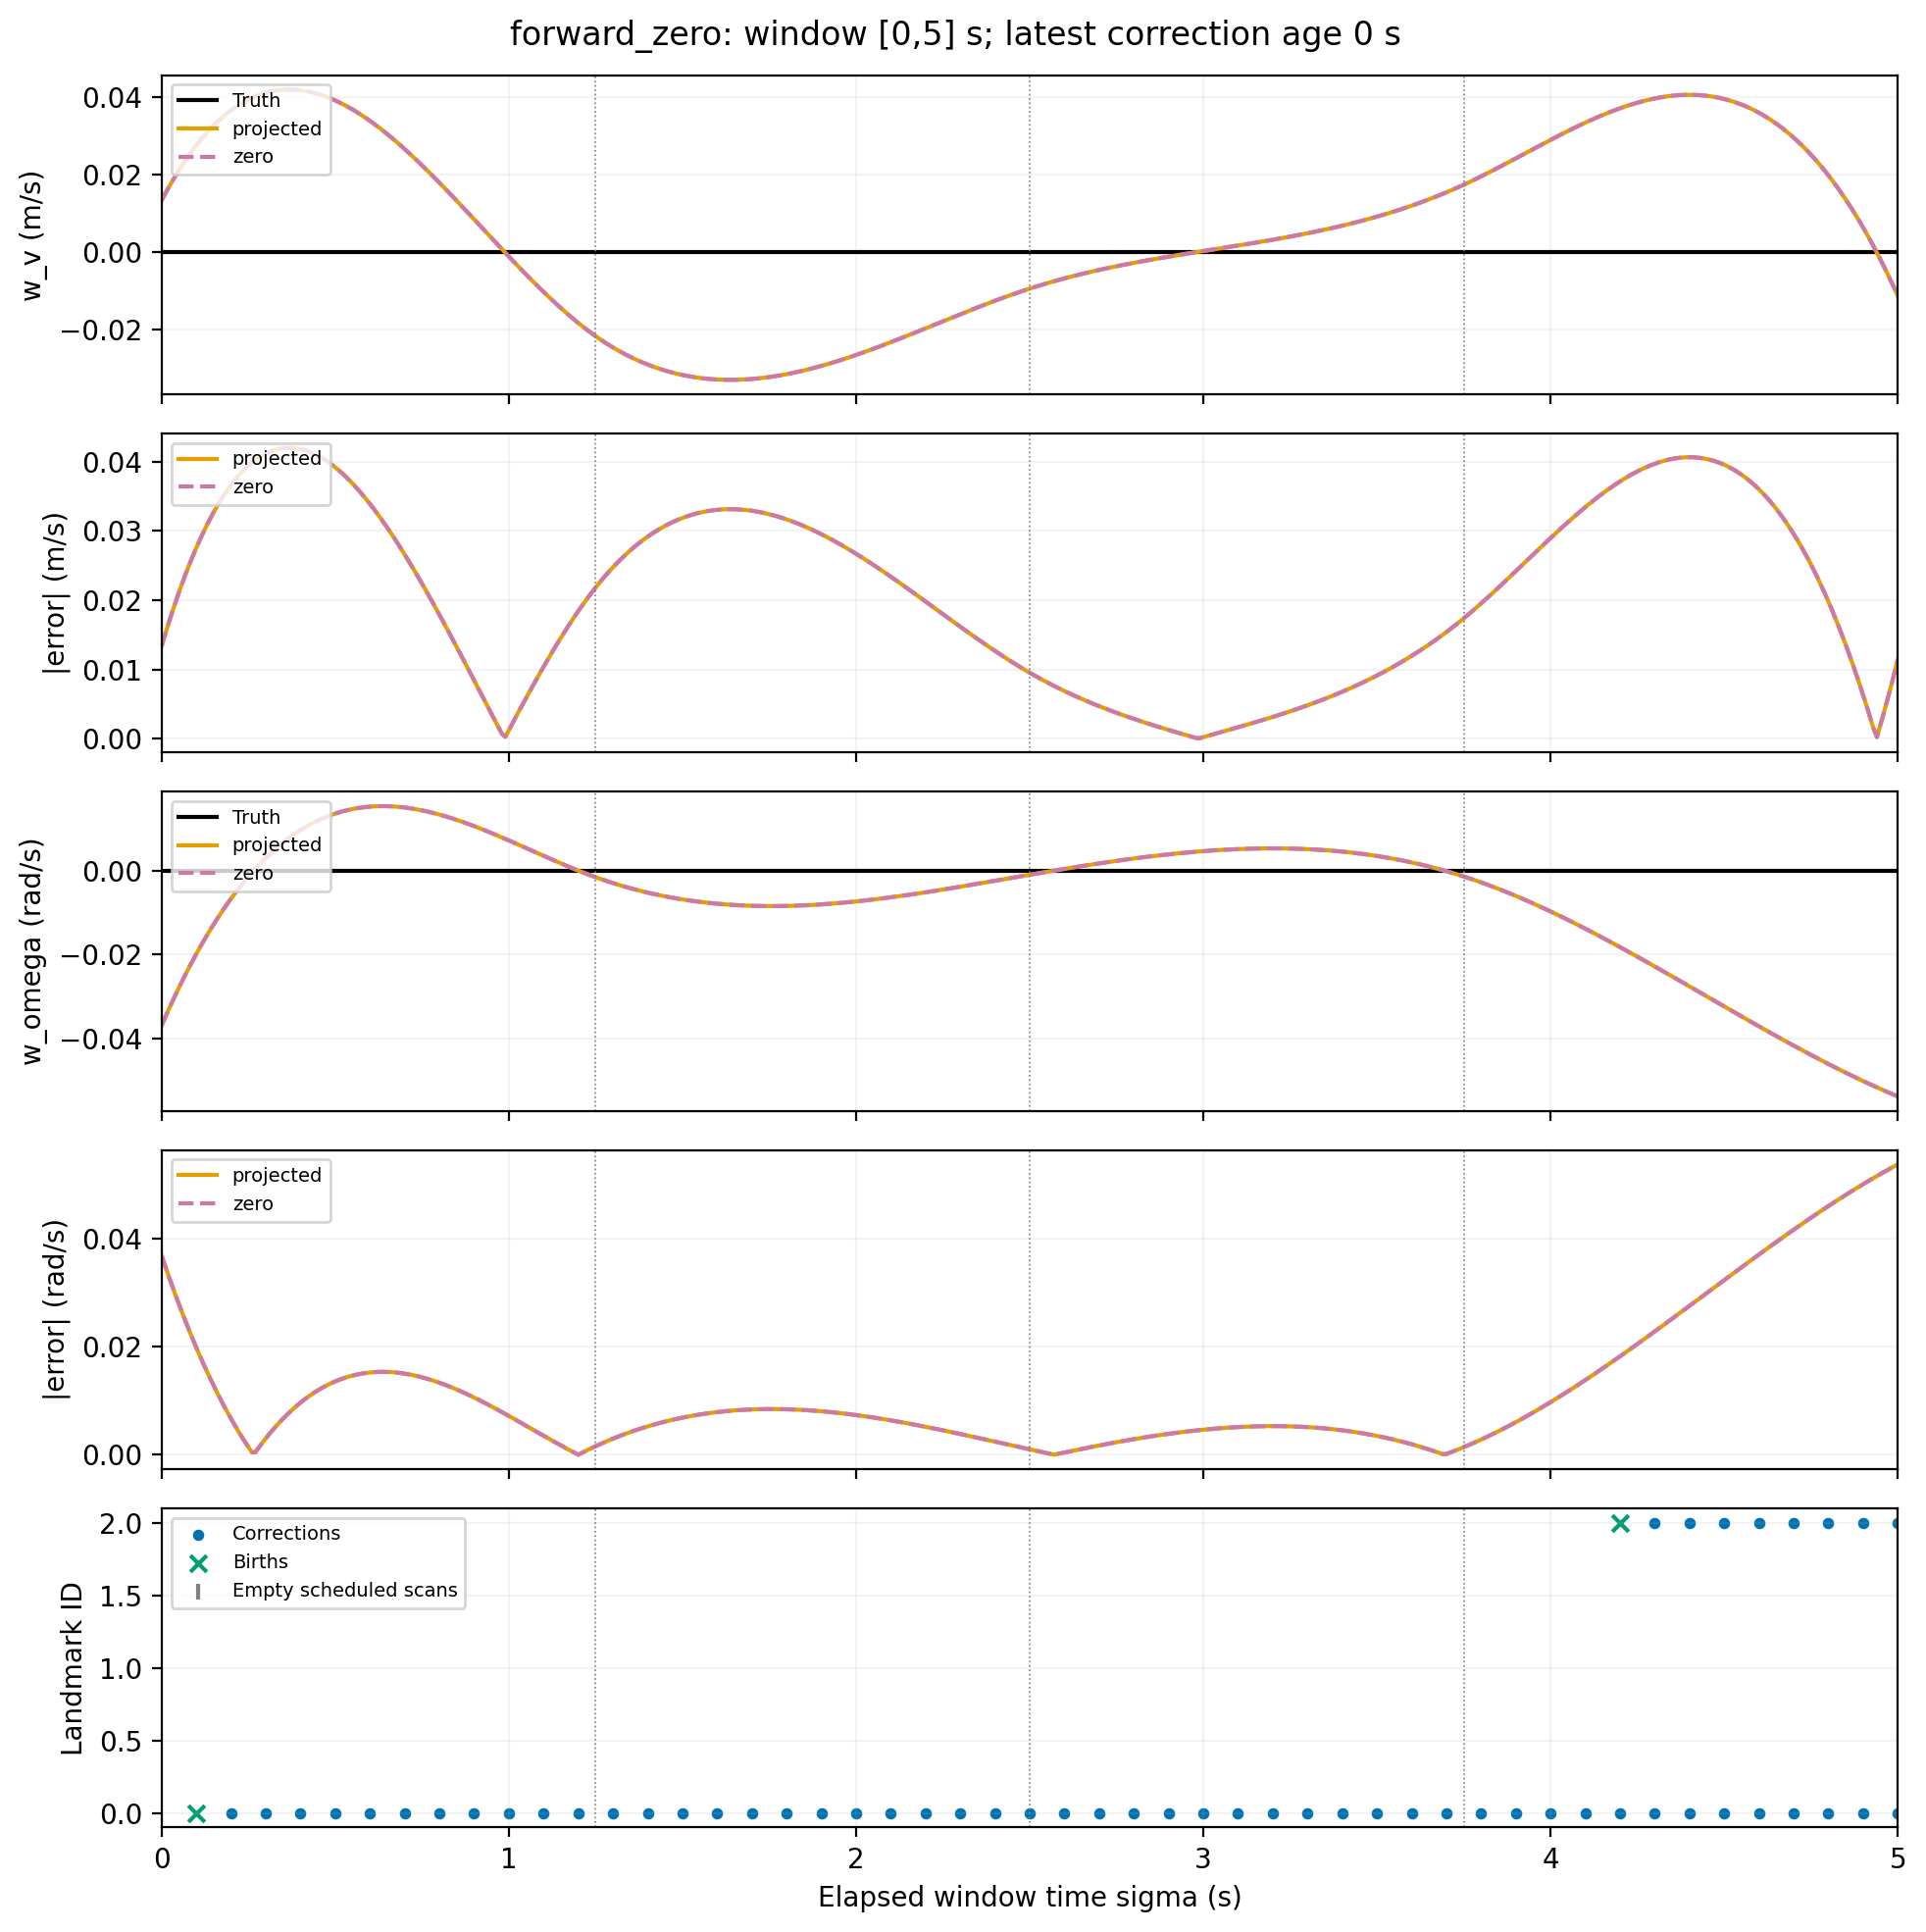 forward_zero: window [0,5] s; latest correction age 0 s
w_v (m/s)
0.04
0.02
0.00
−0.02
Truth
projected
zero
|error| (m/s)
0.04
0.03
0.02
0.01
0.00
projected
zero
w_omega (rad/s)
0.00
−0.02
−0.04
Truth
projected
zero
|error| (rad/s)
0.04
0.02
0.00
projected
zero
Landmark ID
2.0
1.5
1.0
0.5
0.0
Corrections
Births
Empty scheduled scans
0 1 2 3 4 5
Elapsed window time sigma (s)